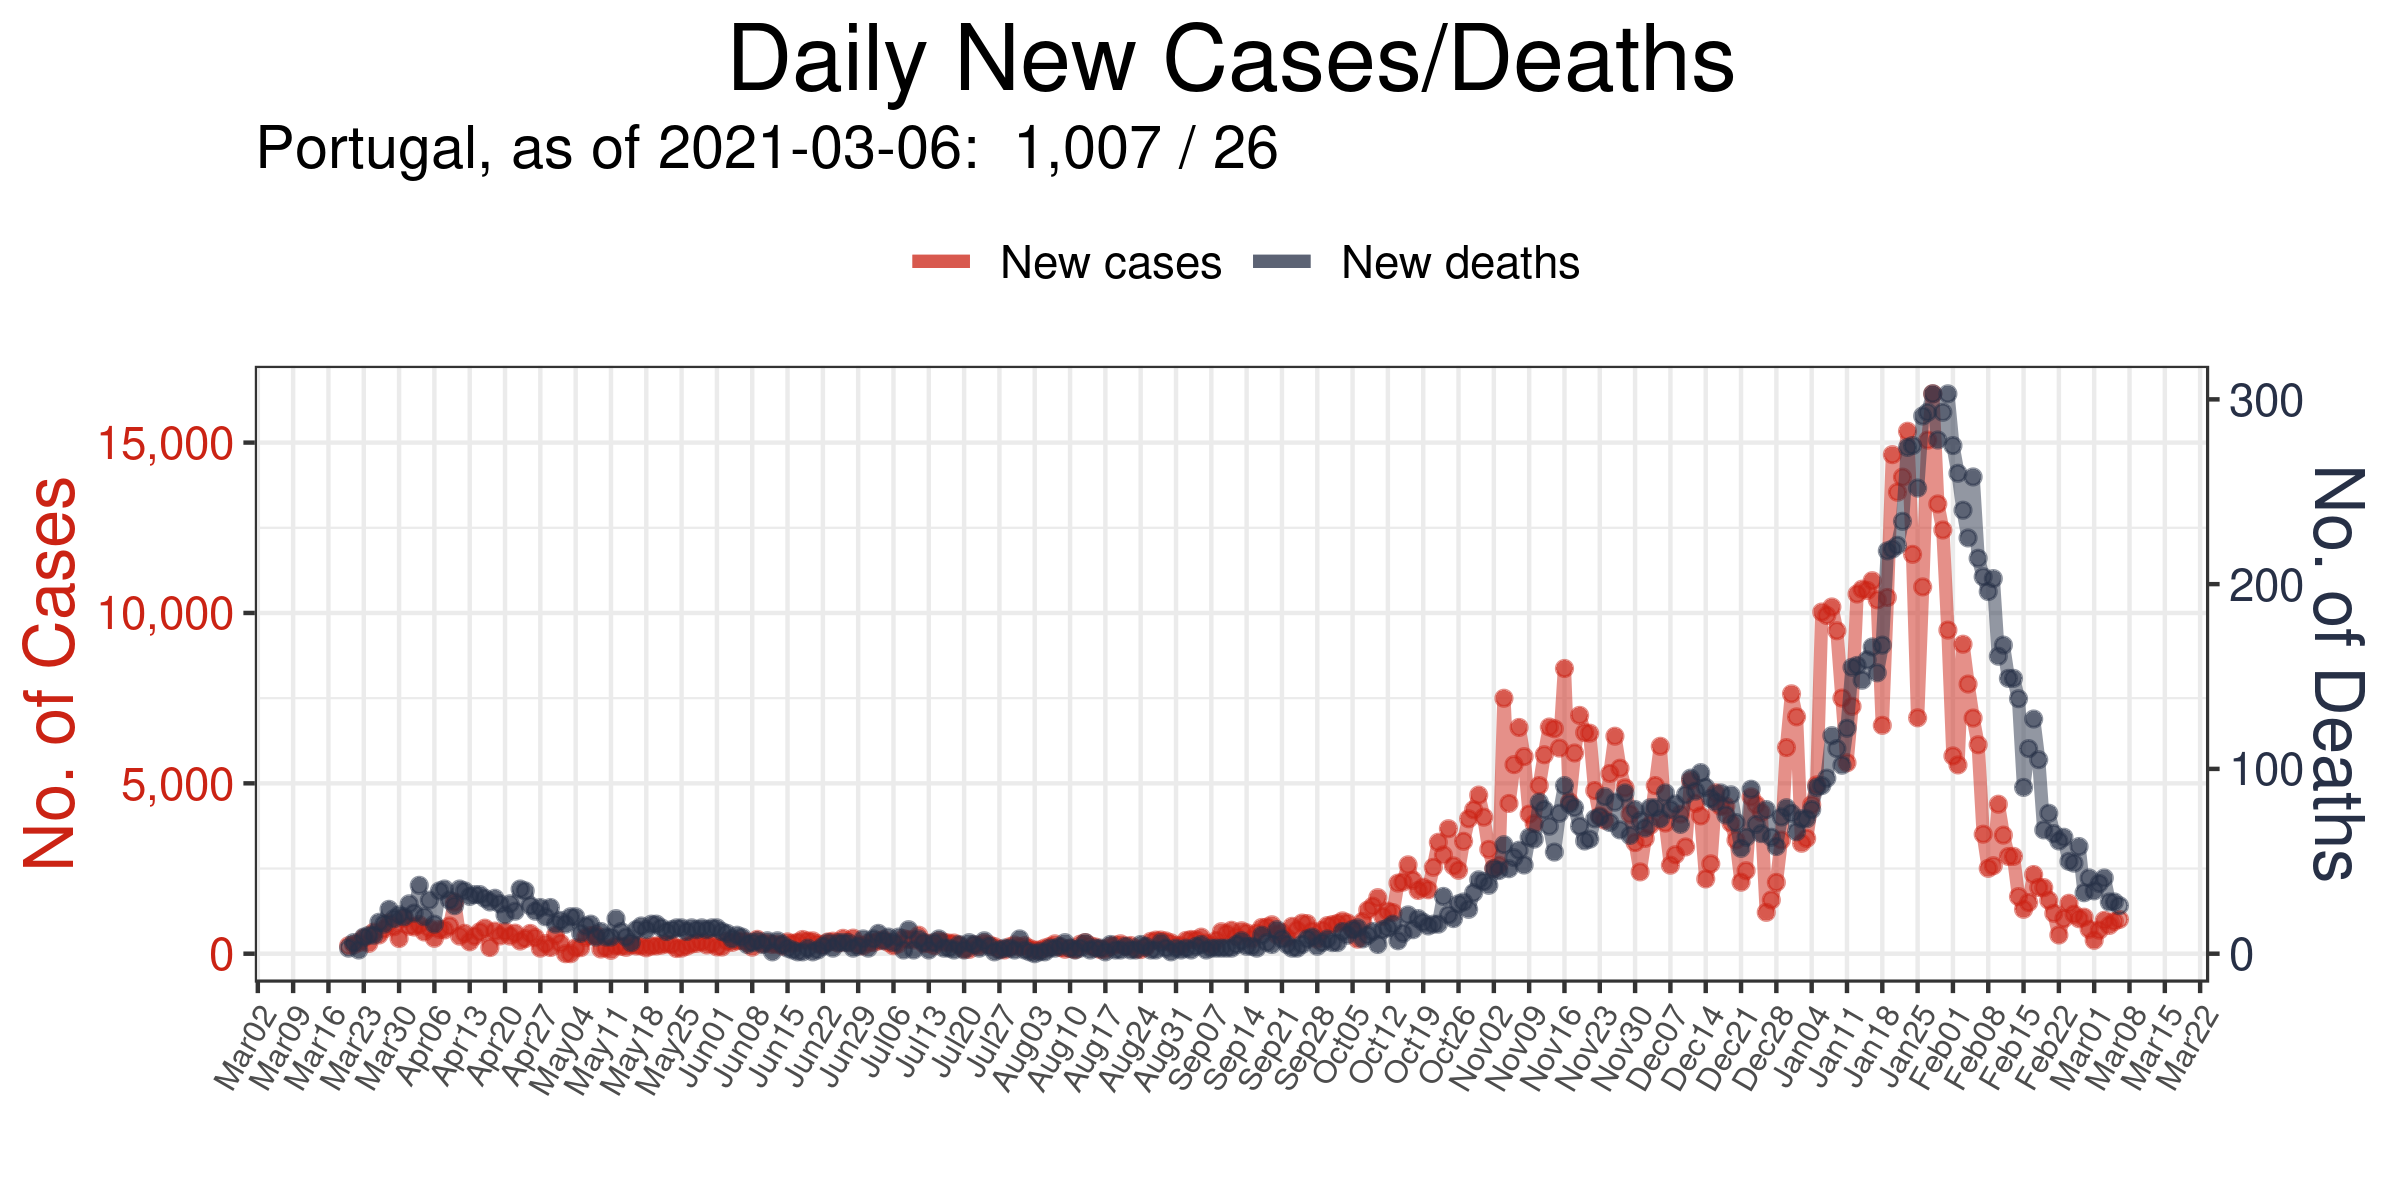 Daily New Cases/Deaths
Portugal, as of 2021-03-06: 1,007 / 26
New cases New deaths
No. of Cases
15,000
10,000
5,000
0
300
200
100
0
No. of Deaths
Mar02 Mar09 Mar16 Mar23 Mar30 Apr06 Apr13 Apr20 Apr27 May04 May11 May18 May25 Jun01 Jun08 Jun15 Jun22 Jun29 Jul06 Jul13 Jul20 Jul27 Aug03 Aug10 Aug17 Aug24 Aug31 Sep07 Sep14 Sep21 Sep28 Oct05 Oct12 Oct19 Oct26 Nov02 Nov09 Nov16 Nov23 Nov30 Dec07 Dec14 Dec21 Dec28 Jan04 Jan11 Jan18 Jan25 Feb01 Feb08 Feb15 Feb22 Mar01 Mar08 Mar15 Mar22